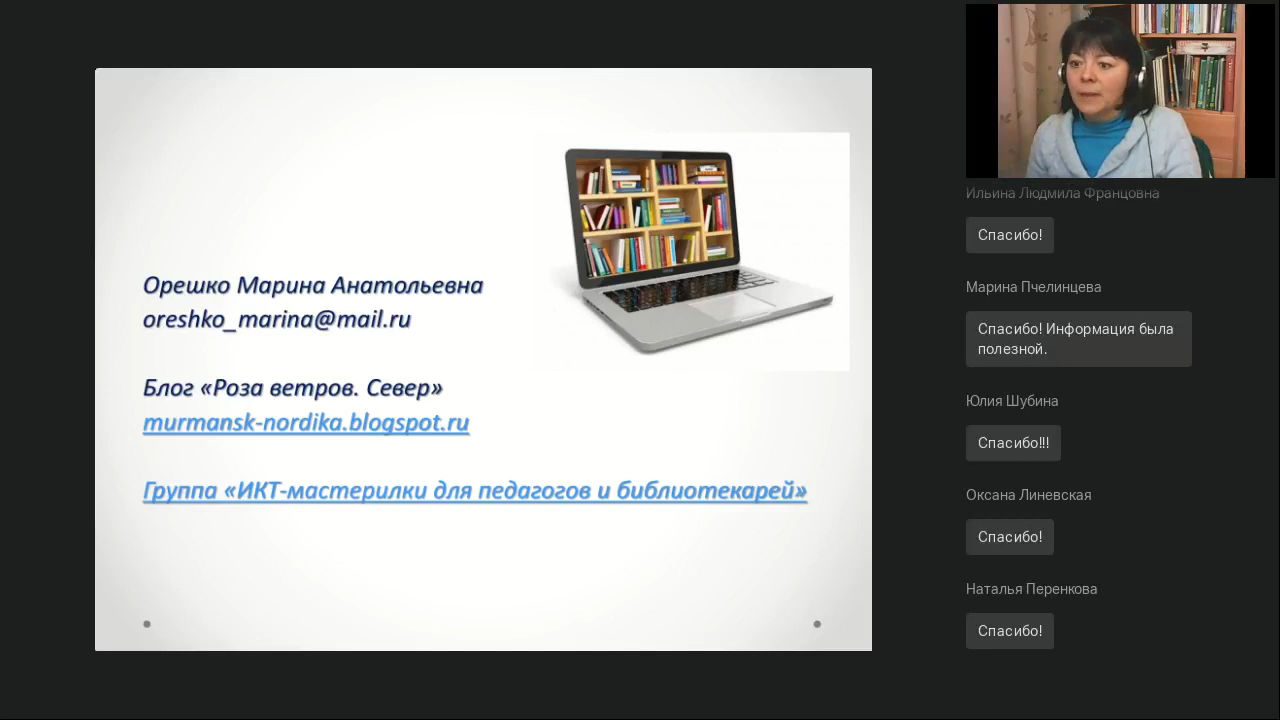 Орешко Марина Анатольевна
oreshko_marina@mail.ru
Блог «Роза ветров. Север»
murmansk-nordika.blogspot.ru
Группа «ИКТ-мастерилки для педагогов и библиотекарей»
Ильина Людмила Францовна
Спасибо!
Марина Пчелинцева
Спасибо! Информация была
полезной.
Юлия Шубина
Спасибо!!!
Оксана Линевская
Спасибо!
Наталья Перенкова
Спасибо!